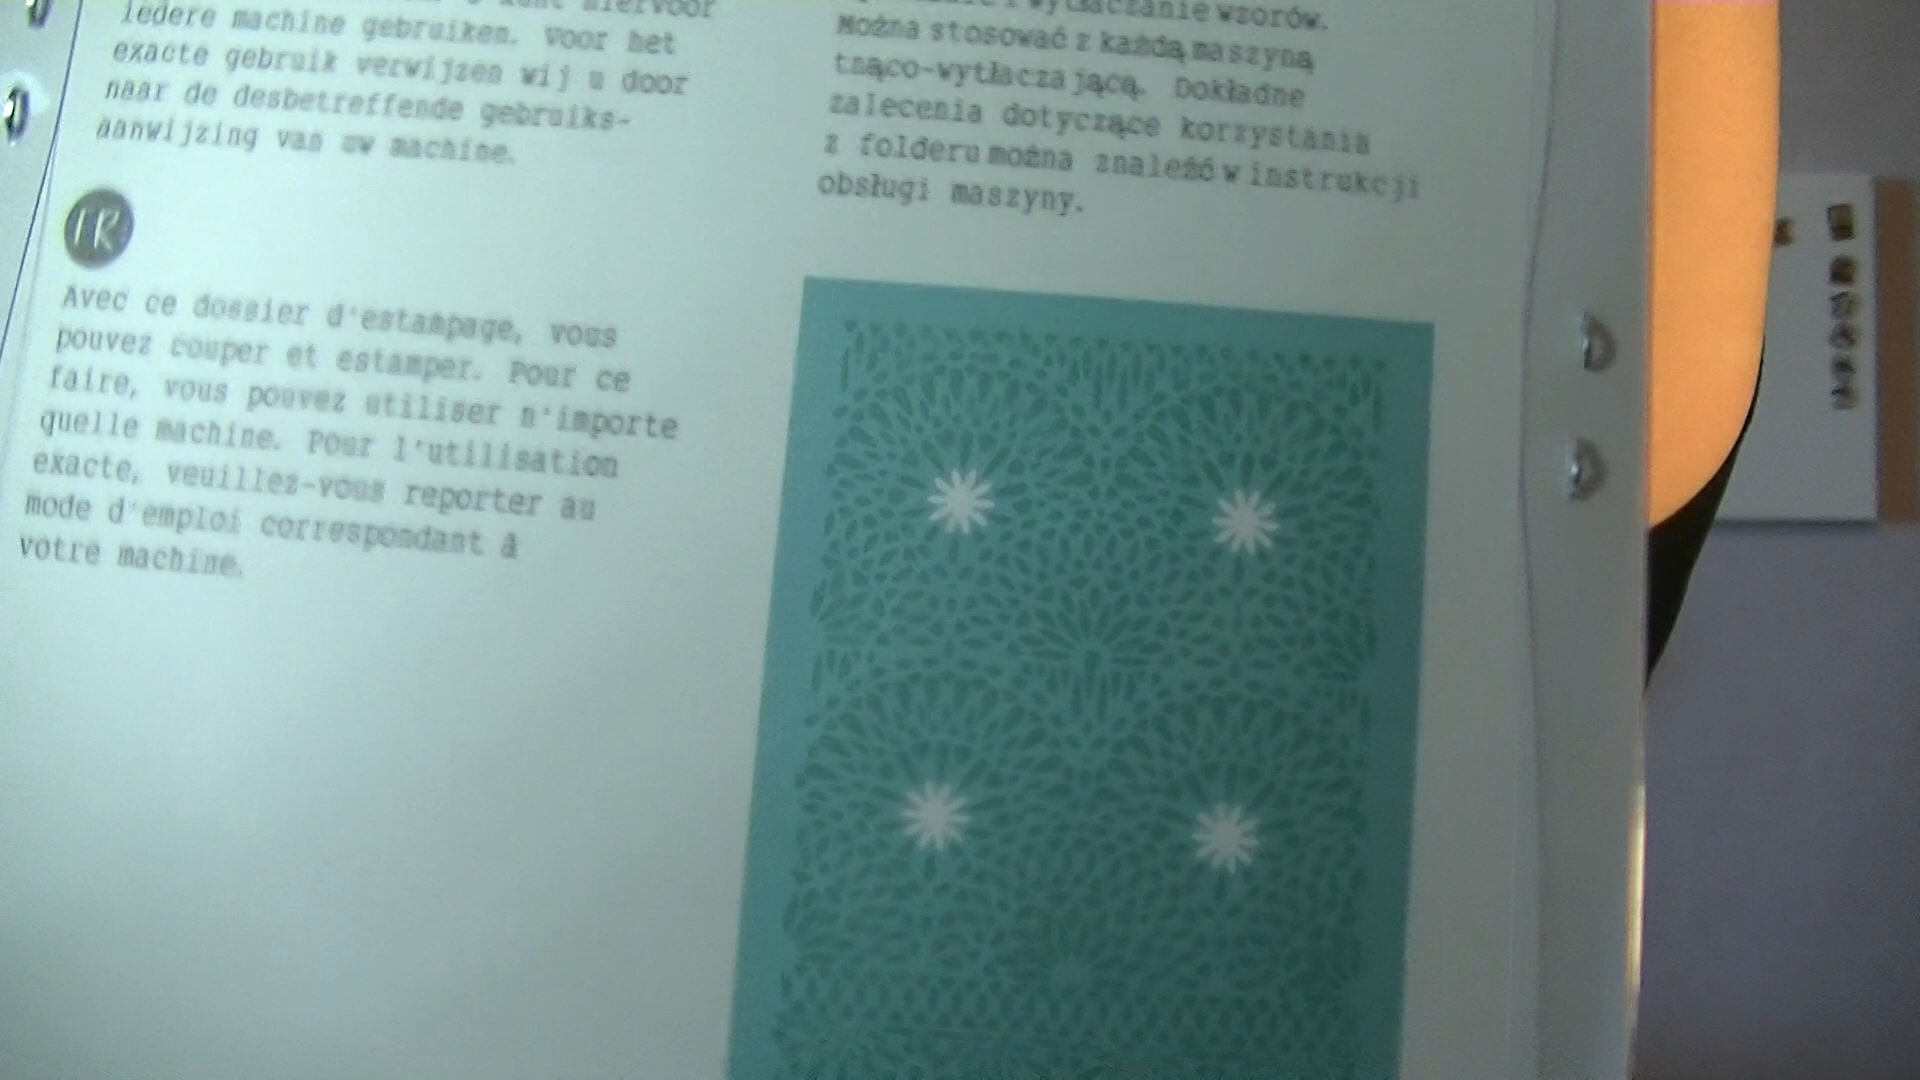 iedere machine gebruiken. Voor het
exacte gebruik verwijzen wij u door
naar de desbetreffende gebruiks-
aanwijzing van uw machine.
FR
Avec ce dossier d'estampage, vous
pouvez couper et estamper. Pour ce
faire, vous pouvez utiliser n'importe
quelle machine. Pour l'utilisation
exacte, veuillez-vous reporter au
mode d'emploi correspondant à
votre machine.
wytłaczanie wzorów.
Można stosować z każdą maszyną
tnąco-wytłaczającą. Dokładne
zalecenia dotyczące korzystania
z folderu można znaleźć w instrukcji
obsługi maszyny.